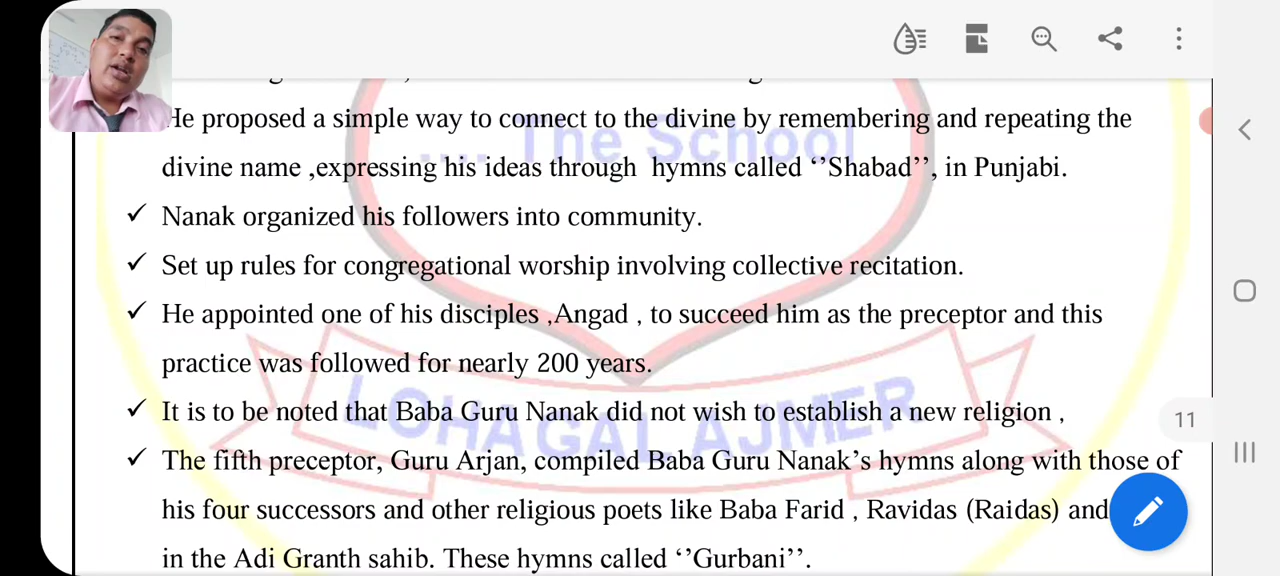 He proposed a simple way to connect to the divine by remembering and repeating the
divine name ,expressing his ideas through hymns called ‘’Shabad’’, in Punjabi.
✓ Nanak organized his followers into community.
✓ Set up rules for congregational worship involving collective recitation.
✓ He appointed one of his disciples ,Angad , to succeed him as the preceptor and this
practice was followed for nearly 200 years.
✓ It is to be noted that Baba Guru Nanak did not wish to establish a new religion ,
✓ The fifth preceptor, Guru Arjan, compiled Baba Guru Nanak’s hymns along with those of
his four successors and other religious poets like Baba Farid , Ravidas (Raidas) and
in the Adi Granth sahib. These hymns called ‘’Gurbani’’.
.... The School
LOHAGAL AJMER
11